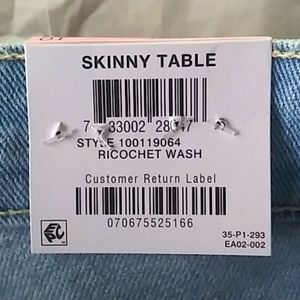 SKINNY TABLE
STYLE 100119064
RICOCHET WASH
Customer Return Label
070675525166
35-P1-293
EA02-002